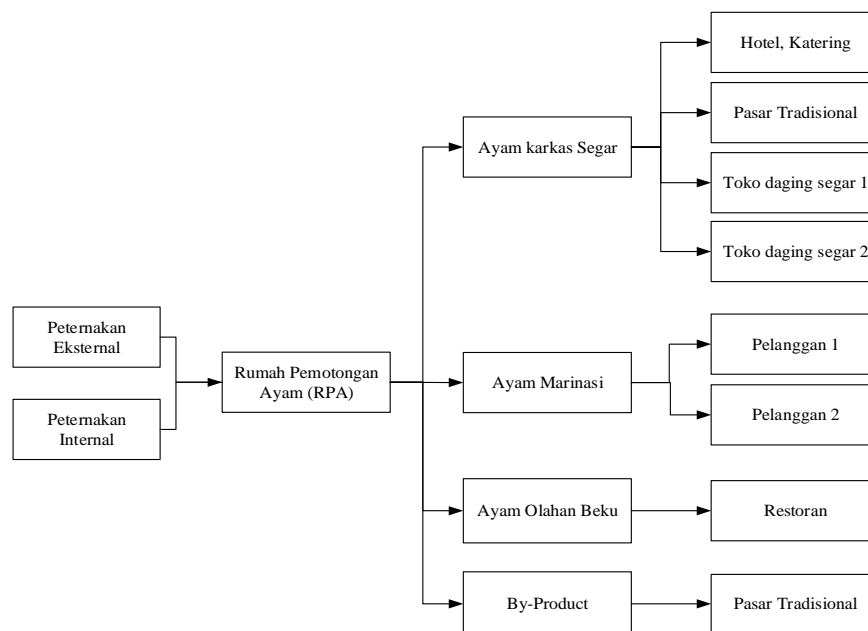 Peternakan
Eksternal
Peternakan
Internal
Rumah Pemotongan
Ayam (RPA)
Ayam karkas Segar
Hotel, Katering
Pasar Tradisional
Toko daging segar 1
Toko daging segar 2
Ayam Marinasi
Pelanggan 1
Pelanggan 2
Ayam Olahan Beku
Restoran
By-Product
Pasar Tradisional